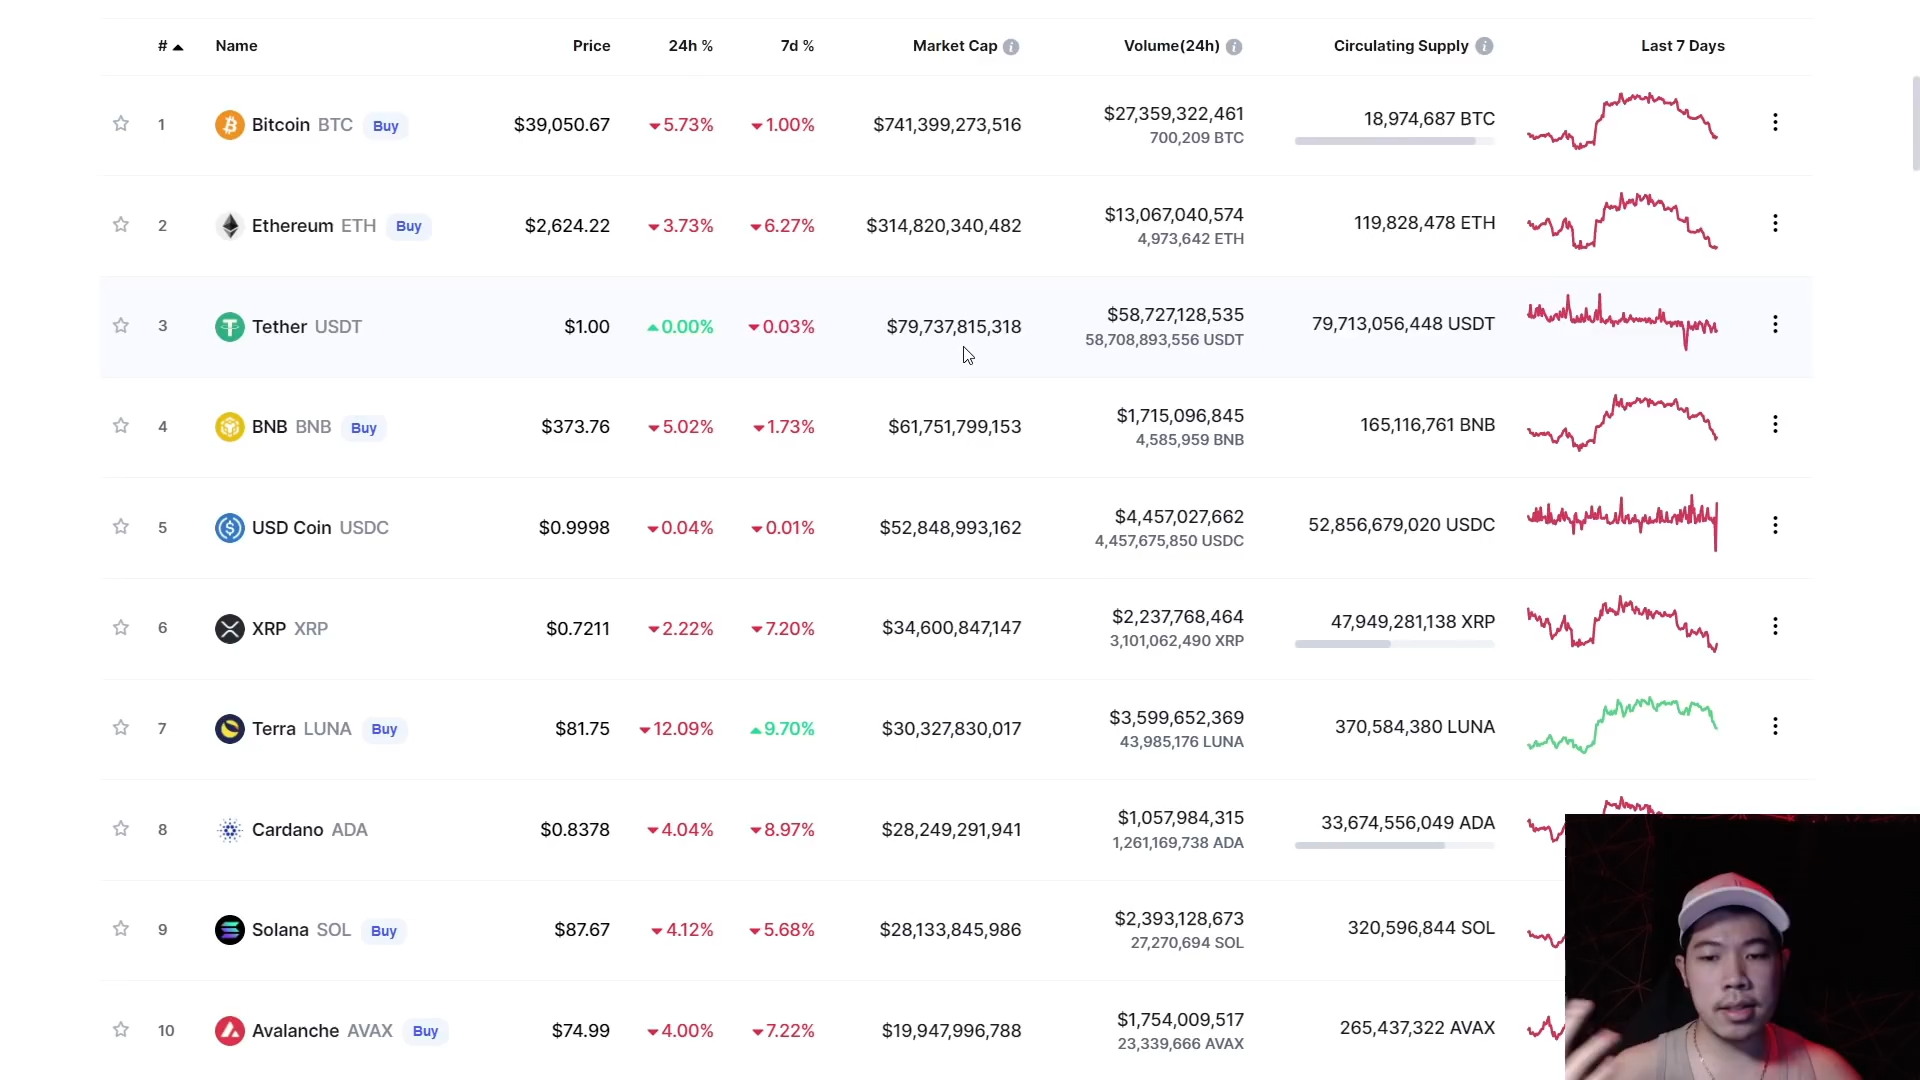 # Name Price 24h % 7d % Market Cap Volume(24h) Circulating Supply Last 7 Days
1 Bitcoin BTC Buy $39,050.67 5.73% 1.00% $741,399,273,516 $27,359,322,461 18,974,687 BTC
700,209 BTC
2 Ethereum ETH Buy $2,624.22 3.73% 6.27% $314,820,340,482 $13,067,040,574 119,828,478 ETH
4,973,642 ETH
3 Tether USDT $1.00 0.00% 0.03% $79,737,815,318 $58,727,128,535 79,713,056,448 USDT
58,708,893,556 USDT
4 BNB BNB Buy $373.76 5.02% 1.73% $61,751,799,153 $1,715,096,845 165,116,761 BNB
4,585,959 BNB
5 USD Coin USDC $0.9998 0.04% 0.01% $52,848,993,162 $4,457,027,662 52,856,679,020 USDC
4,457,675,850 USDC
6 XRP XRP $0.7211 2.22% 7.20% $34,600,847,147 $2,237,768,464 47,949,281,138 XRP
3,101,062,490 XRP
7 Terra LUNA Buy $81.75 12.09% 9.70% $30,327,830,017 $3,599,652,369 370,584,380 LUNA
43,985,176 LUNA
8 Cardano ADA $0.8378 4.04% 8.97% $28,249,291,941 $1,057,984,315 33,674,556,049 ADA
1,261,169,738 ADA
9 Solana SOL Buy $87.67 4.12% 5.68% $28,133,845,986 $2,393,128,673 320,596,844 SOL
27,270,694 SOL
10 Avalanche AVAX Buy $74.99 4.00% 7.22% $19,947,996,788 $1,754,009,517 265,437,322 AVAX
23,339,666 AVAX